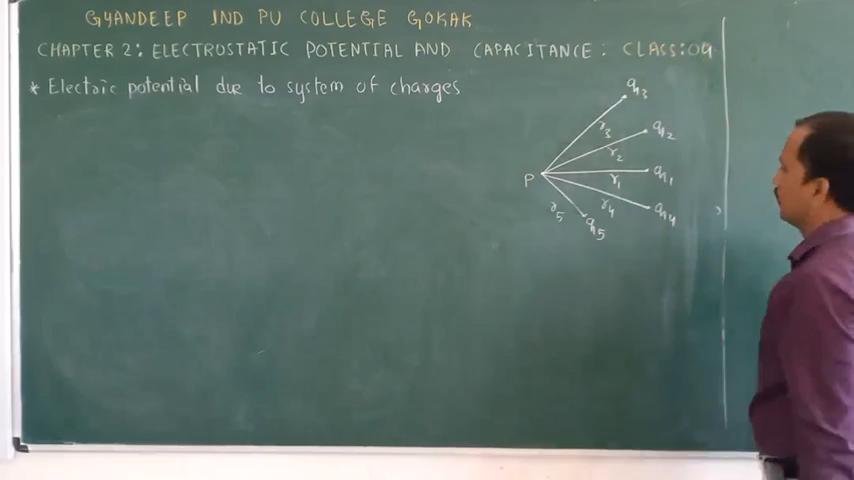 GYANDEEP IND PU COLLEGE GOKAK
CHAPTER 2: ELECTROSTATIC POTENTIAL AND CAPACITANCE: CLASS:09
* Electric potential due to system of charges
q3
r3
q2
r2
P
r1
q1
r4
q4
r5
q5